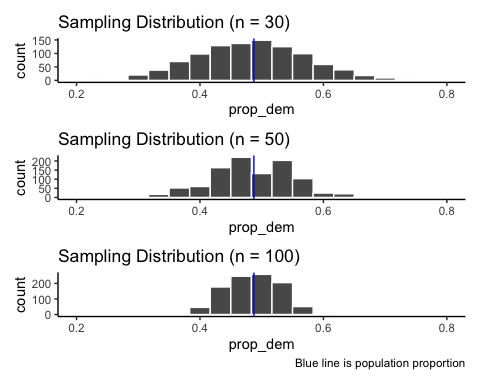 Sampling Distribution (n = 30)
150
100
50
0
count
0.2 0.4 0.6 0.8
prop_dem
Sampling Distribution (n = 50)
200
150
100
50
0
count
0.2 0.4 0.6 0.8
prop_dem
Sampling Distribution (n = 100)
200
100
0
count
0.2 0.4 0.6 0.8
prop_dem
Blue line is population proportion